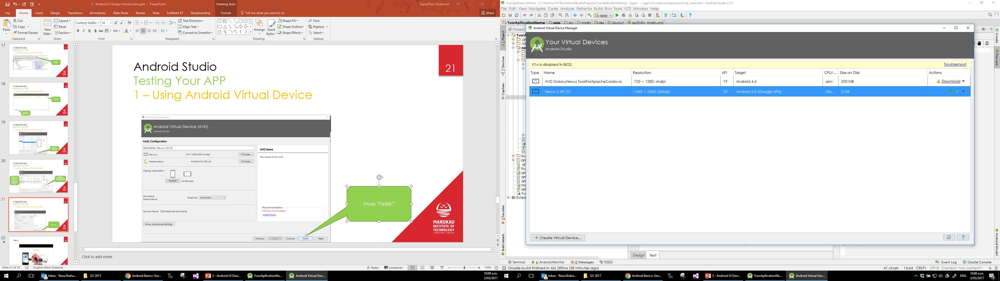 3 - Android UI Design Introduction.pptx - PowerPoint
Drawing Tools
Seyed Reza Shahamiri
File Home Insert Design Transitions Animations Slide Show Review View EndNote X7 Storyboarding Format Tell me what you want to do Share
Paste
Cut
Copy
Format Painter
Clipboard
New Slide
Layout
Reset
Section
Slides
Century Gothic 14
Font
Text Direction
Align Text
Convert to SmartArt
Paragraph
Arrange
Quick Styles
Shape Fill
Shape Outline
Shape Effects
Drawing
Find
Replace
Select
Editing
17
Android Studio
Testing Your APP
1 – Using Android Virtual Device
18
Android Studio
Testing Your APP
1 – Using Android Virtual Device
19
Android Studio
Testing Your APP
1 – Using Android Virtual Device
20
Android Studio
Testing Your APP
1 – Using Android Virtual Device
21
Android Studio
Testing Your APP
1 – Using Android Virtual Device
22
Views
21
Android Studio
Testing Your APP
1 – Using Android Virtual Device
Virtual Device Configuration
Android Virtual Device (AVD)
Android Studio
Verify Configuration
AVD Name Nexus 6 API 23
Nexus 6 5.96 1440x2560 xxhdpi Change...
Marshmallow Android 6.0 x86_64 Change...
Startup orientation
Portrait Landscape
Emulated Performance
Graphics: Automatic
Device Frame Enable Device Frame
Show Advanced Settings
AVD Name
The name of this AVD.
Recommendation
HAXM is not installed.
Install Haxm
Previous Next Cancel Finish Help
Press “Finish”
MANUKAU
INSTITUTE OF
TECHNOLOGY
Click to add notes
Slide 21 of 25 English (New Zealand) Notes Comments 106%
Inbox - Reza.Shaha... Q1 2017 Android Basics: Use... 3 - Android UI Desi... YuorApllicationNa... Android Virtual Dev...
10:00 a.m.
2/03/2017
YuorApllicationName - [C:\Users\st14156\AndroidStudioProjects\YuorApllicationName] - [app] - ...\app\src\main\res\layout\activity_main.xml - Android Studio 2.2.3
File Edit View Navigate Code Analyze Refactor Build Run Tools VCS Window Help
app
YuorApllicationName app src main res layout activity_main.xml
Project
1: Project
7: Structure
Captures
2: Favorites
Build Variants
Gradle
Preview
Android Model
Android Virtual Device Manager
Your Virtual Devices
Android Studio
VT-x is disabled in BIOS. Troubleshoot
Type Name Resolution API Target CPU/... Size on Disk Actions
AVD GalaxyNexus ToolsForApacheCordova 720 × 1280: xhdpi 19 Android 4.4 arm 200 MB Download
Nexus 6 API 23 1440 × 2560: 560dpi 23 Android 6.0 (Google APIs) x86... 2 GB
Create Virtual Device...
Design Text
Terminal 6: Android Monitor 0: Messages TODO Event Log Gradle Console
Gradle build finished in 46s 285ms (38 minutes ago) 41 chars 16:64 CRLF UTF-8 Context: <no context>
Inbox - Reza.Shaha... Q1 2017 Android Basics: Use... 3 - Android UI Desi... YuorApllicationNa... Android Virtual Dev... ENG
10:00 a.m.
2/03/2017